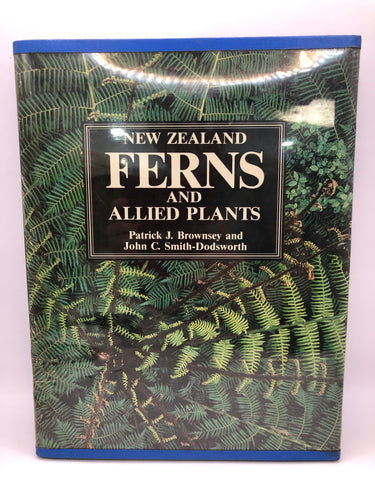 NEW ZEALAND
FERNS
AND
ALLIED PLANTS
Patrick J. Brownsey and
John C. Smith-Dodsworth